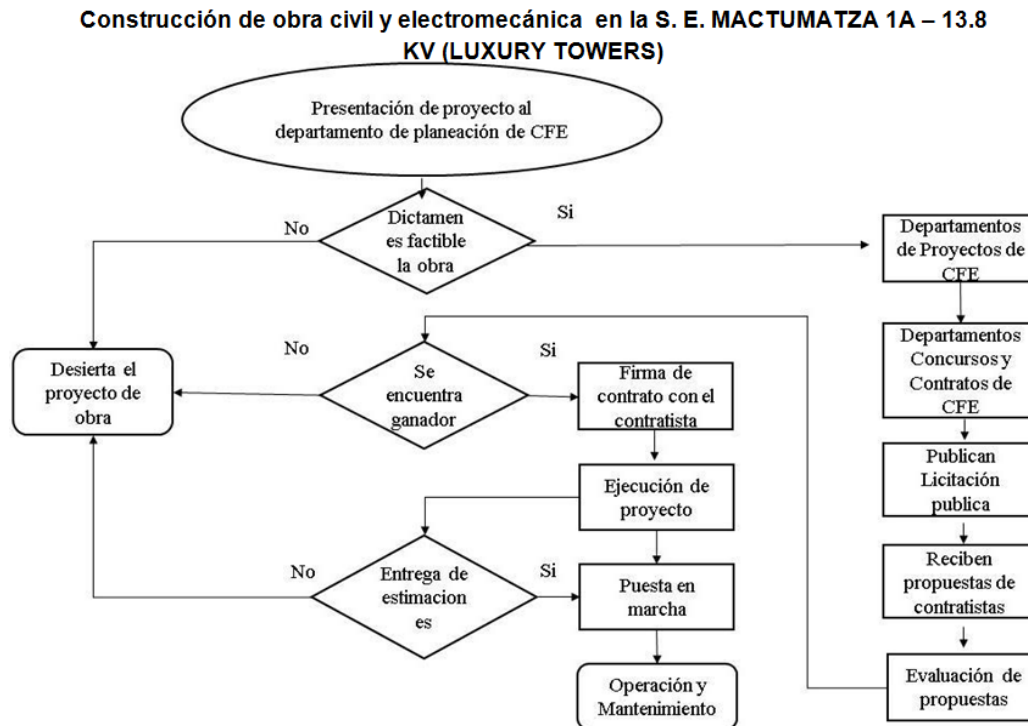 Construcción de obra civil y electromecánica en la S. E. MACTUMATZA 1A – 13.8
KV (LUXURY TOWERS)
Presentación de proyecto al
departamento de planeación de CFE
No
Dictamen
es factible
la obra
Si
Departamentos
de Proyectos de
CFE
Desierta el
proyecto de
obra
No
Se
encuentra
ganador
Si
Firma de
contrato con el
contratista
Departamentos
Concursos y
Contratos de
CFE
Publican
Licitación
publica
Ejecución de
proyecto
No
Entrega de
estimacion
es
Si
Puesta en
marcha
Reciben
propuestas de
contratistas
Operación y
Mantenimiento
Evaluación de
propuestas